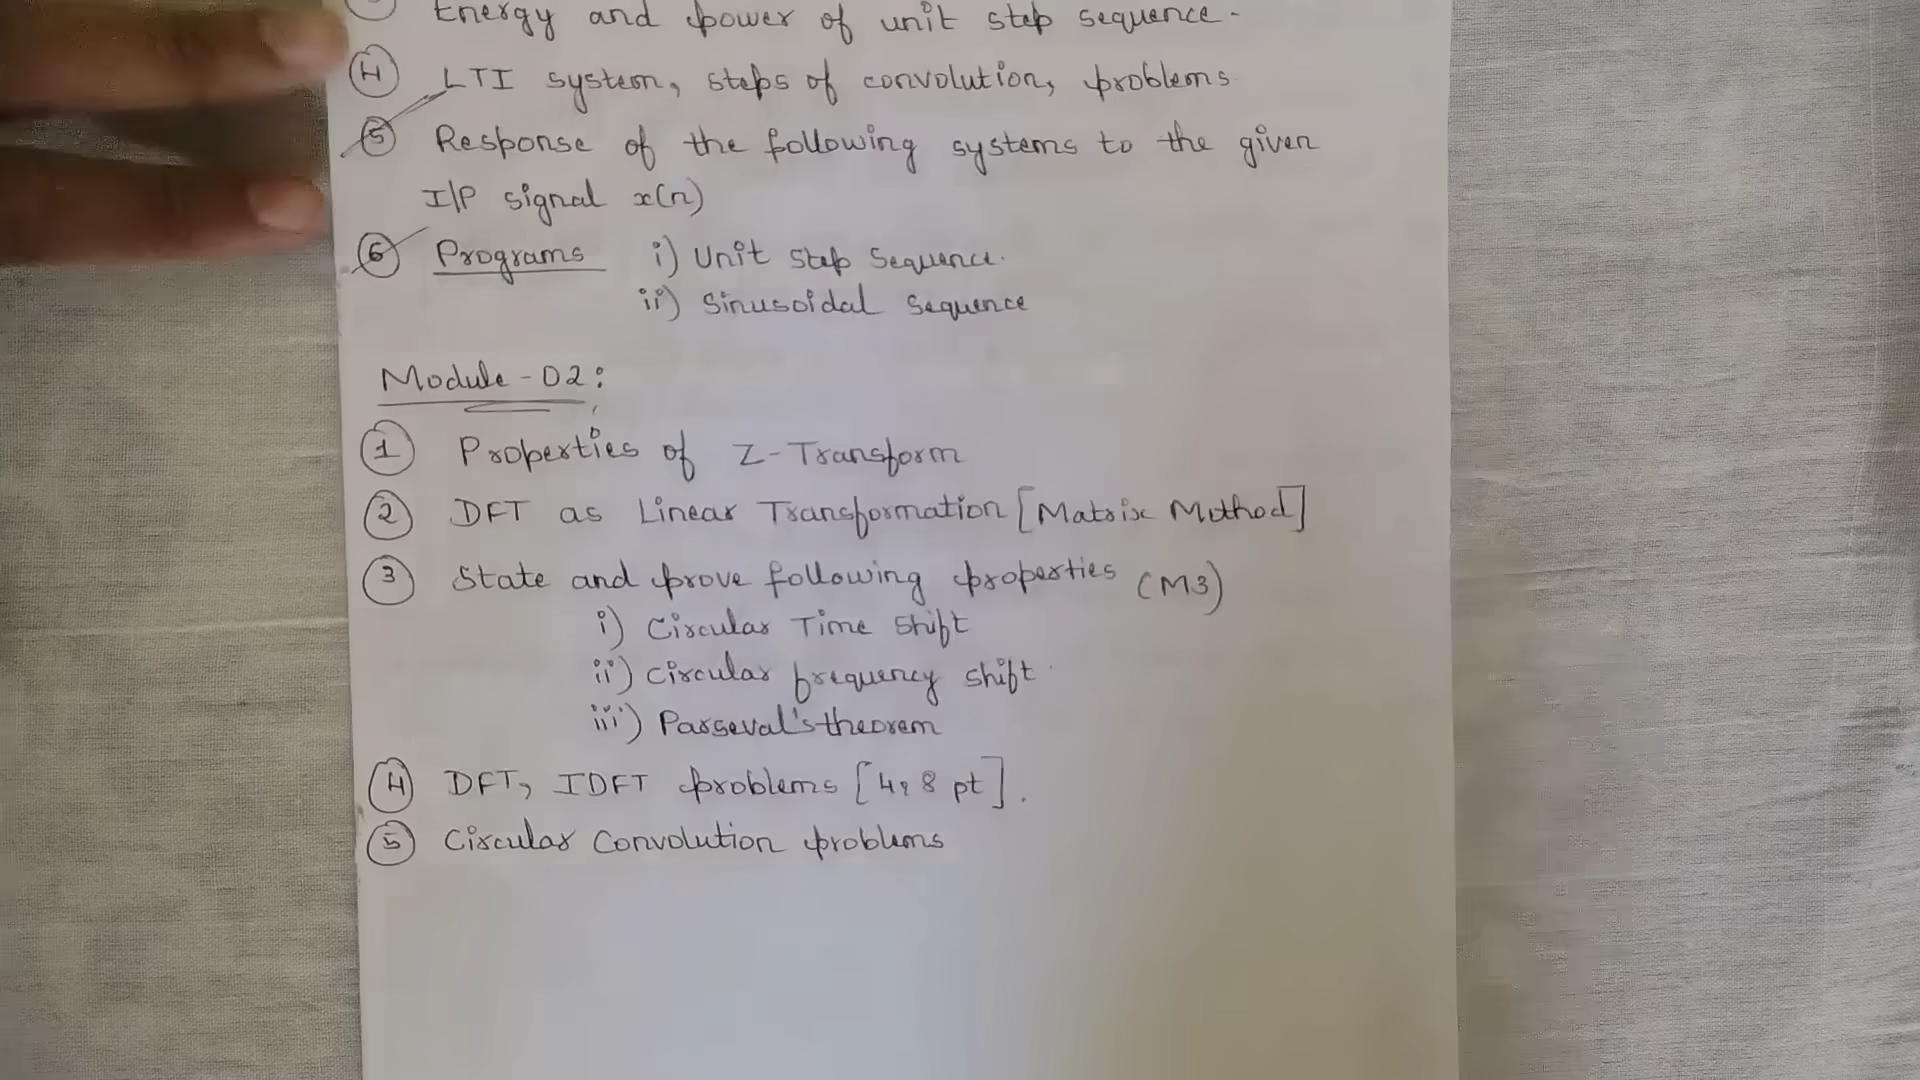 Energy and power of unit step sequence.
4 LTI system, steps of convolution, problems.
5 Response of the following systems to the given
I/P signal x(n)
6 Programs i) Unit step sequence.
ii) Sinusoidal sequence
Module-02:
1 Properties of Z-Transform
2 DFT as Linear Transformation [Matrix Method]
3 State and prove following properties (M3)
i) Circular Time shift
ii) Circular frequency shift
iii) Parseval's theorem
4 DFT, IDFT problems [4, 8 pt].
5 Circular Convolution problems